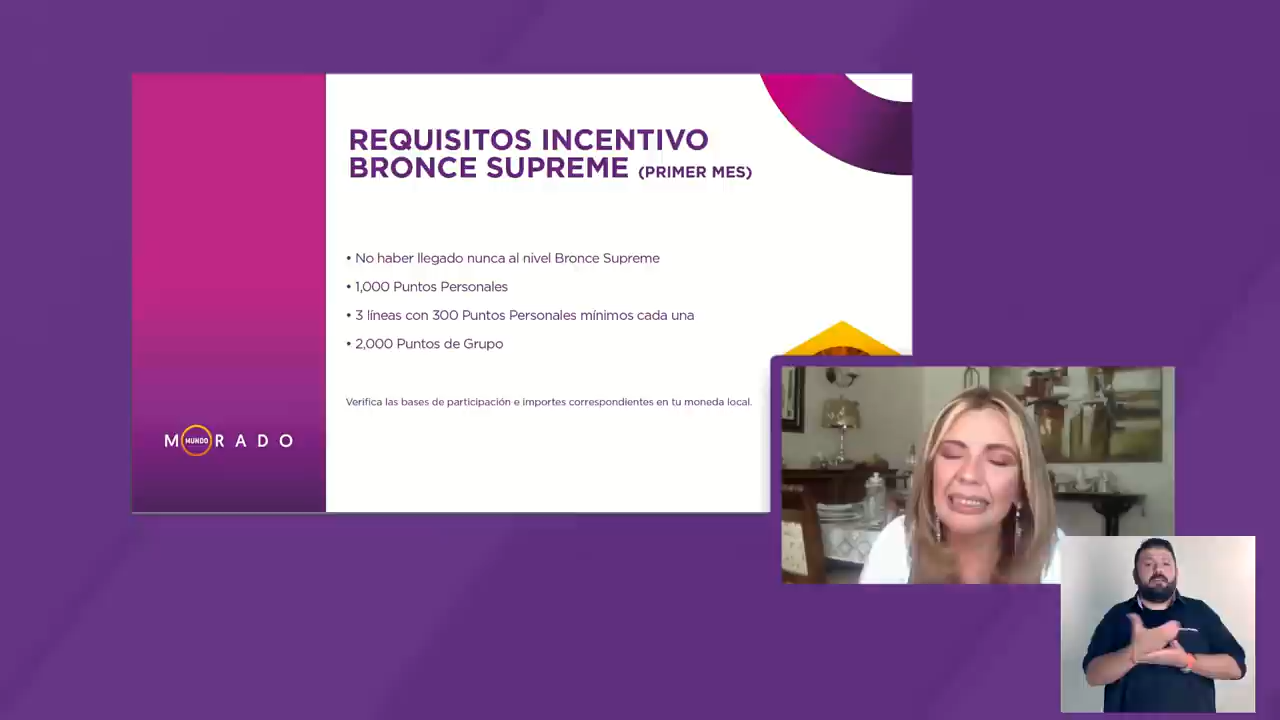 REQUISITOS INCENTIVO
BRONCE SUPREME (PRIMER MES)
• No haber llegado nunca al nivel Bronce Supreme
• 1,000 Puntos Personales
• 3 líneas con 300 Puntos Personales mínimos cada una
• 2,000 Puntos de Grupo
Verifica las bases de participación e importes correspondientes en tu moneda local.
M MUNDO RADO